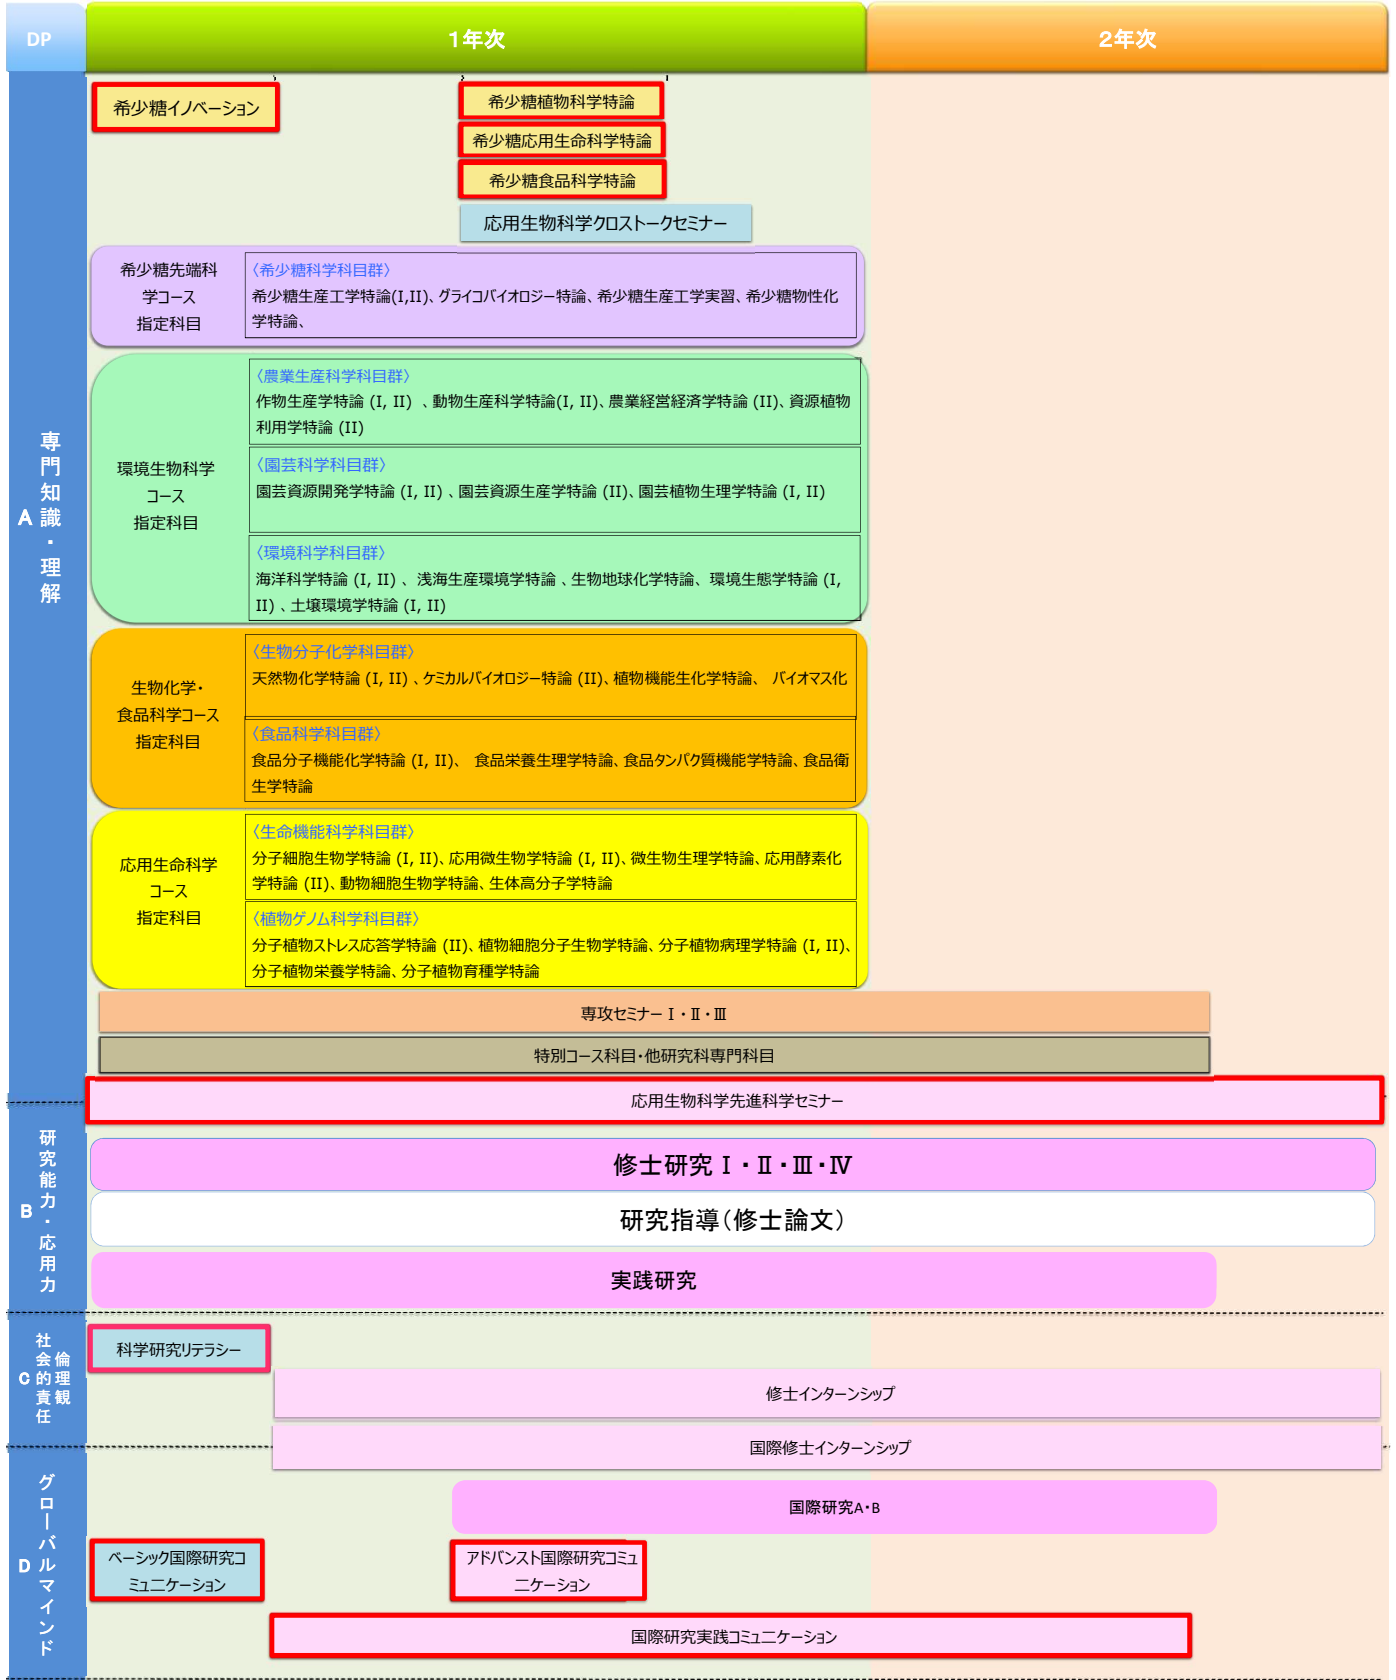 DP
1年次
2年次
A
専門知識・理解
希少糖イノベーション
希少糖植物科学特論
希少糖応用生命科学特論
希少糖食品科学特論
応用生物科学クロストークセミナー
希少糖先端科
学コース
指定科目
〈希少糖科学科目群〉
希少糖生産工学特論(I,II)、グライコバイオロジー特論、希少糖生産工学実習、希少糖物性化
学特論、
環境生物科学
コース
指定科目
〈農業生産科学科目群〉
作物生産学特論 (I, II) 、動物生産科学特論(I, II)、農業経営経済学特論 (II)、資源植物
利用学特論 (II)
〈園芸科学科目群〉
園芸資源開発学特論 (I, II) 、園芸資源生産学特論 (II)、園芸植物生理学特論 (I, II)
〈環境科学科目群〉
海洋科学特論 (I, II) 、 浅海生産環境学特論 、生物地球化学特論、 環境生態学特論 (I,
II) 、土壌環境学特論 (I, II)
生物化学・
食品科学コース
指定科目
〈生物分子化学科目群〉
天然物化学特論 (I, II) 、ケミカルバイオロジー特論 (II)、植物機能生化学特論、 バイオマス化
〈食品科学科目群〉
食品分子機能化学特論 (I, II)、 食品栄養生理学特論、食品タンパク質機能学特論、食品衛
生学特論
応用生命科学
コース
指定科目
〈生命機能科学科目群〉
分子細胞生物学特論 (I, II)、応用微生物学特論 (I, II)、微生物生理学特論、応用酵素化
学特論 (II)、動物細胞生物学特論、生体高分子学特論
〈植物ゲノム科学科目群〉
分子植物ストレス応答学特論 (II)、植物細胞分子生物学特論、分子植物病理学特論 (I, II)、
分子植物栄養学特論、分子植物育種学特論
専攻セミナー Ⅰ・Ⅱ・Ⅲ
特別コース科目・他研究科専門科目
応用生物科学先進科学セミナー
B
研究能力・応用力
修士研究 Ⅰ・Ⅱ・Ⅲ・Ⅳ
研究指導（修士論文）
実践研究
C
社会的責任
倫理観
科学研究リテラシー
修士インターンシップ
国際修士インターンシップ
D
グローバルマインド
国際研究A・B
ベーシック国際研究コ
ミュニケーション
アドバンスト国際研究コミュ
ニケーション
国際研究実践コミュニケーション